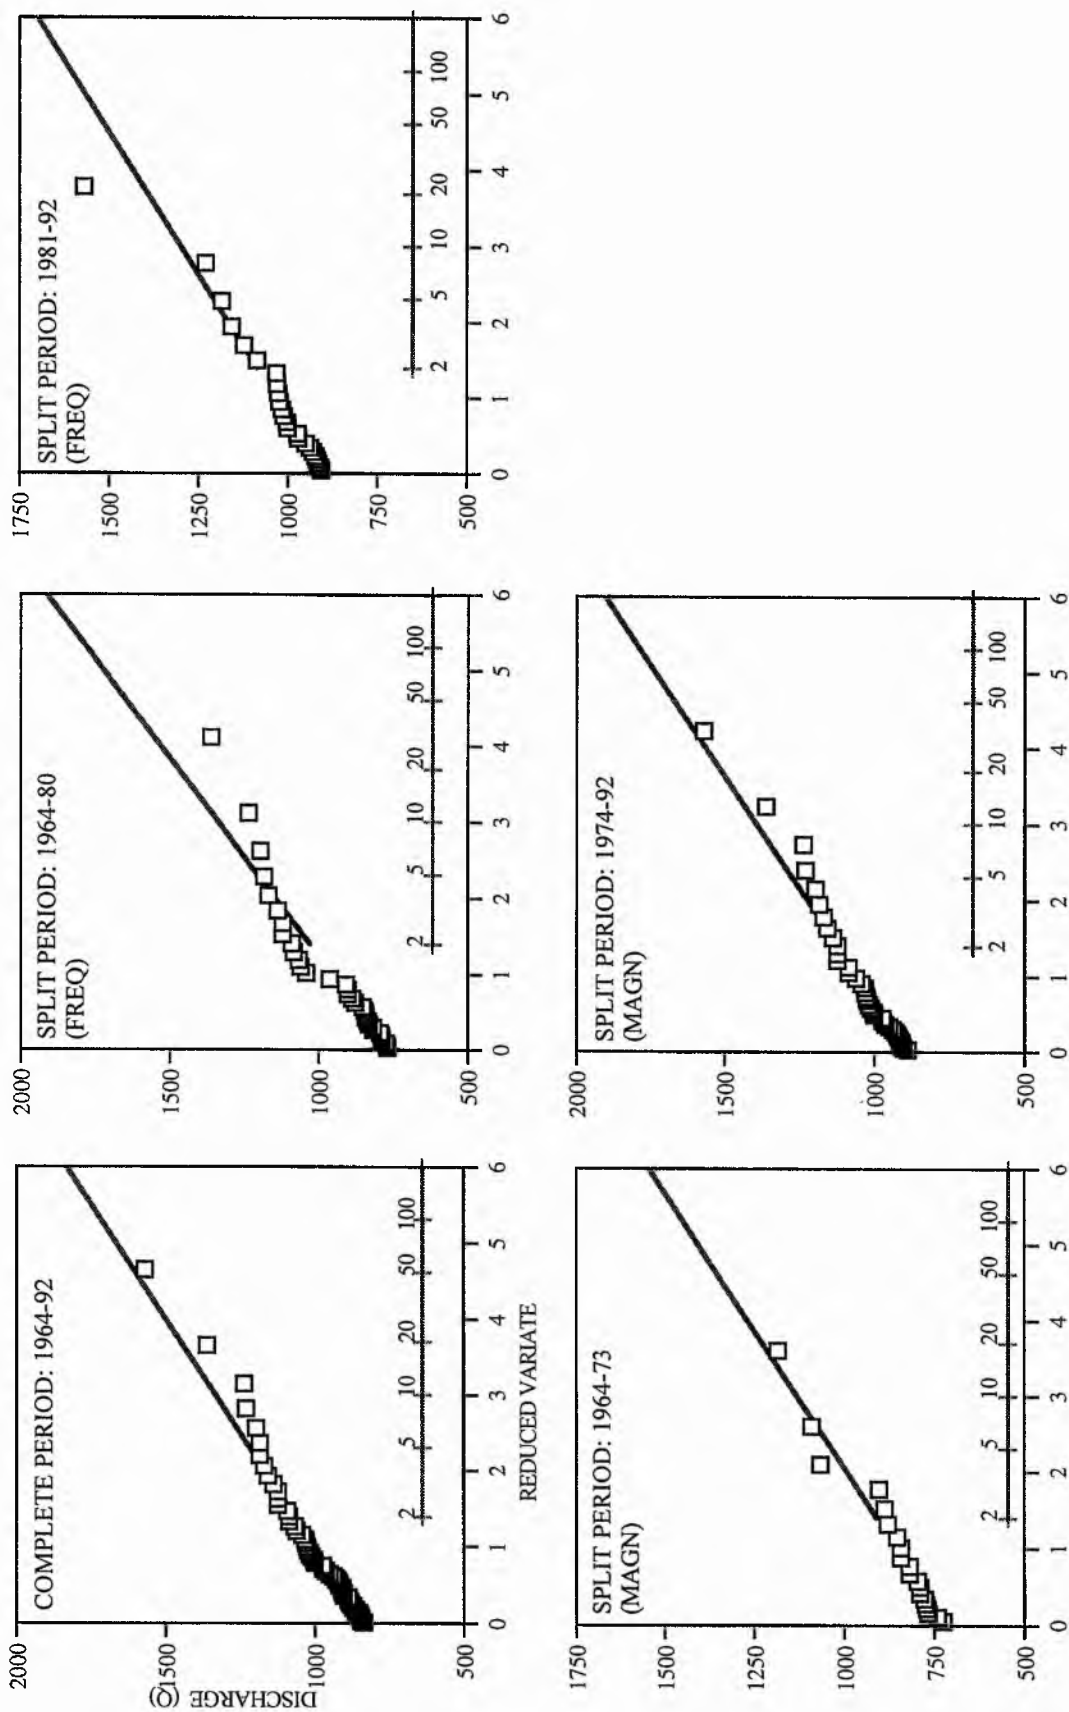 COMPLETE PERIOD: 1964-92
2000
1500
1000
500
DISCHARGE (Q)
2 5 10 20 50 100
0 1 2 3 4 5 6
REDUCED VARIATE
SPLIT PERIOD: 1964-80
(FREQ)
2000
1500
1000
500
2 5 10 20 50 100
0 1 2 3 4 5 6
SPLIT PERIOD: 1981-92
(FREQ)
1750
1500
1250
1000
750
500
2 5 10 20 50 100
0 1 2 3 4 5 6
SPLIT PERIOD: 1964-73
(MAGN)
1750
1500
1250
1000
750
500
2 5 10 20 50 100
0 1 2 3 4 5 6
SPLIT PERIOD: 1974-92
(MAGN)
2000
1500
1000
500
2 5 10 20 50 100
0 1 2 3 4 5 6